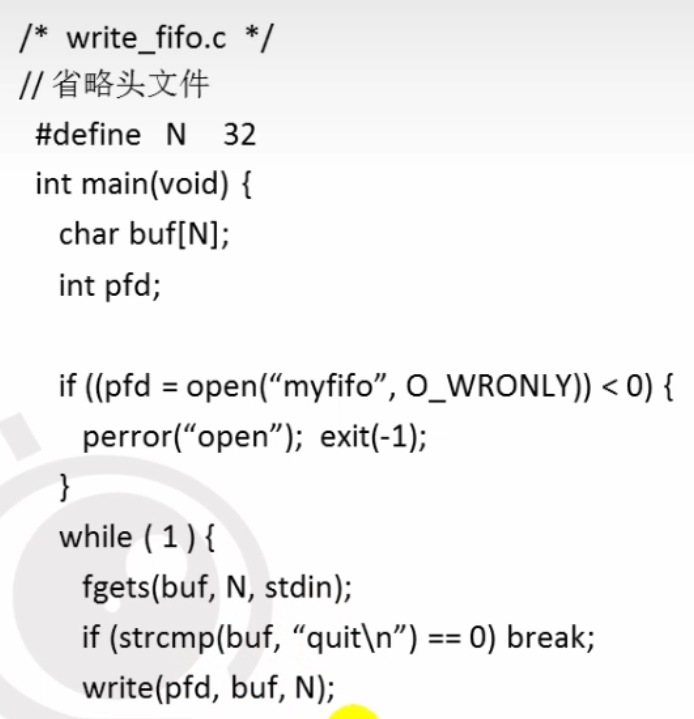 /* write_fifo.c */
// 省略头文件
#define N 32
int main(void) {
char buf[N];
int pfd;
if ((pfd = open(“myfifo”, O_WRONLY)) < 0) {
perror(“open”); exit(-1);
}
while ( 1 ) {
fgets(buf, N, stdin);
if (strcmp(buf, “quit\n”) == 0) break;
write(pfd, buf, N);